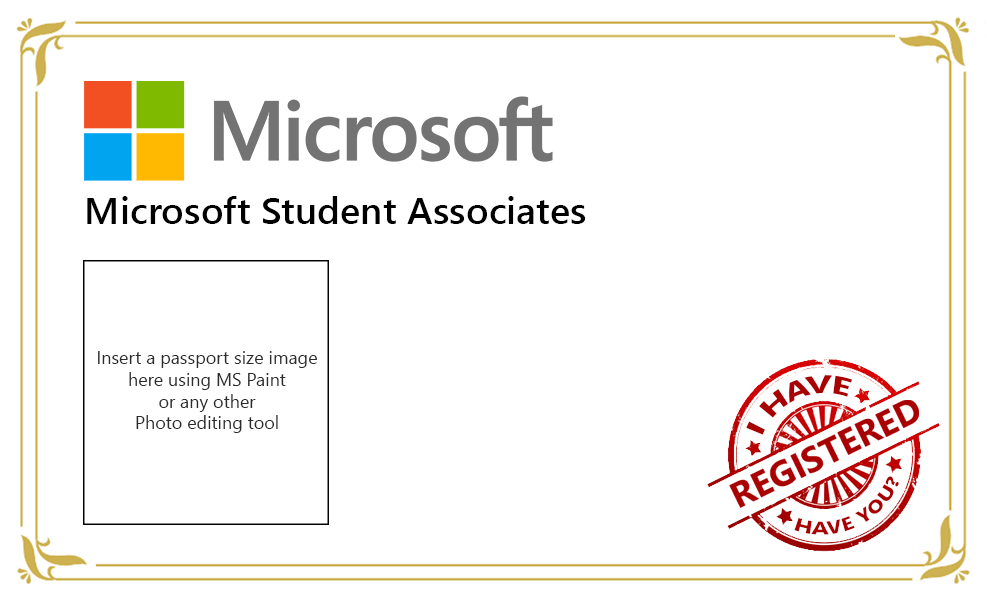 Microsoft
Microsoft Student Associates
Insert a passport size image
here using MS Paint
or any other
Photo editing tool
I HAVE
REGISTERED
HAVE YOU?